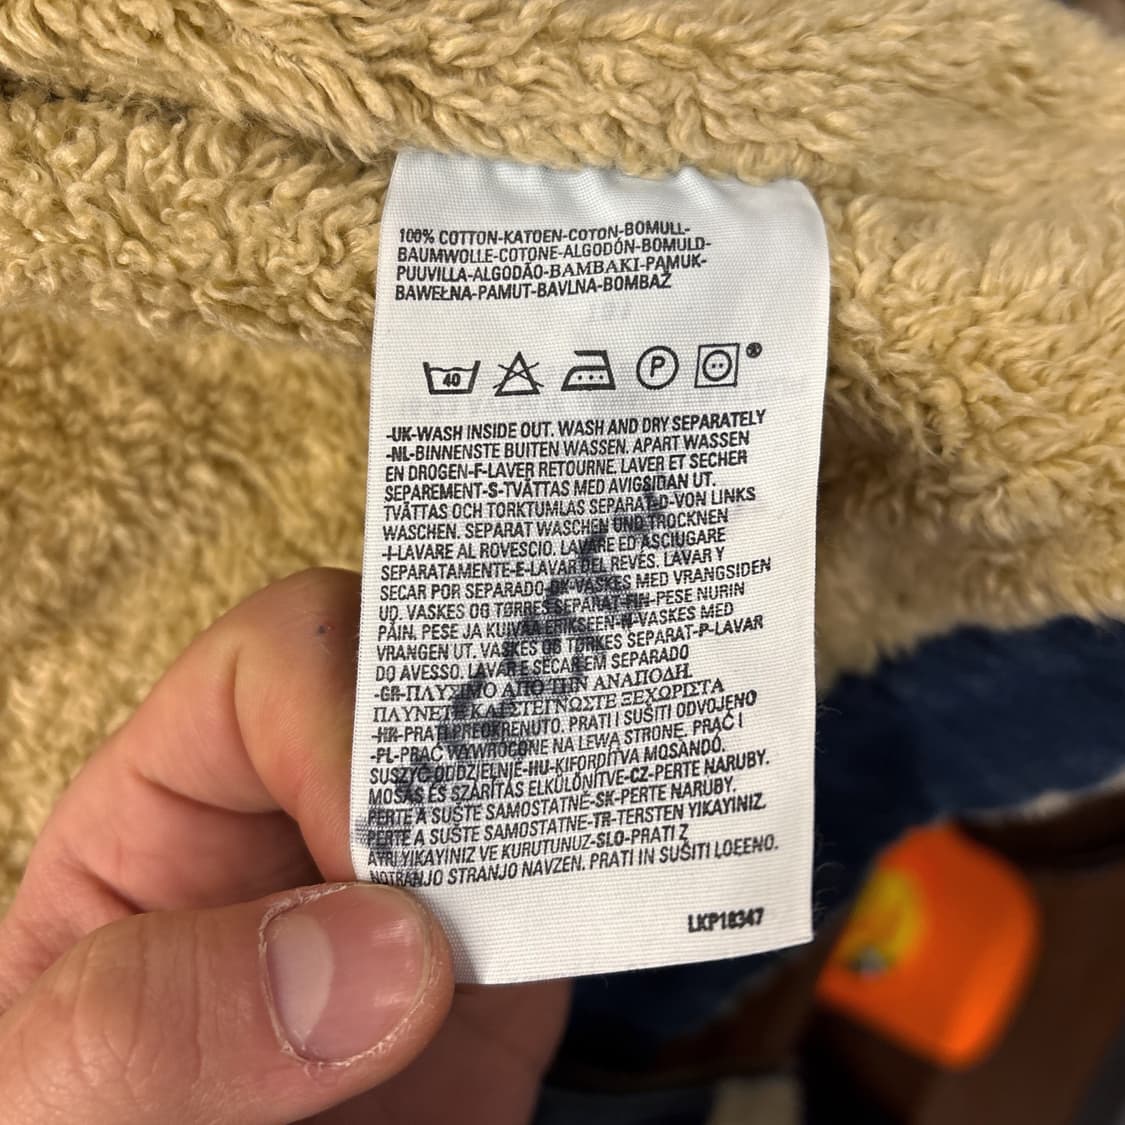 100% COTTON-KATOEN-COTON-BOMULL-
BAUMWOLLE-COTONE-ALGODÓN-BOMULD-
PUUVILLA-ALGODÃO-BAMBAKI-PAMUK-
BAWEŁNA-PAMUT-BAVLNA-BOMBAŽ
40 P
-UK-WASH INSIDE OUT. WASH AND DRY SEPARATELY
-NL-BINNENSTE BUITEN WASSEN. APART WASSEN
EN DROGEN-F-LAVER RETOURNE. LAVER ET SECHER
SEPAREMENT-S-TVÄTTAS MED AVIGSIDAN UT.
TVÄTTAS OCH TORKTUMLAS SEPARAT-D-VON LINKS
WASCHEN. SEPARAT WASCHEN UND TROCKNEN
-I-LAVARE AL ROVESCIO. LAVARE ED ASCIUGARE
SEPARATAMENTE-E-LAVAR DEL REVÉS. LAVAR Y
SECAR POR SEPARADO-DK-VASKES MED VRANGSIDEN
UD. VASKES OG TØRRES SEPARAT-FIN-PESE NURIN
PÄIN. PESE JA KUIVAA ERIKSEEN-N-VASKES MED
VRANGEN UT. VASKES OG TØRKES SEPARAT-P-LAVAR
DO AVESSO. LAVAR E SECAR EM SEPARADO
-GR-ΠΛΥΣΙΜΟ ΑΠΟ ΤΗΝ ΑΝΑΠΟΔΗ.
ΠΛΥΝΕΤΕ ΚΑΙ ΣΤΕΓΝΩΣΤΕ ΞΕΧΩΡΙΣΤΑ
-HR-PRATI PREOKRENUTO. PRATI I SUŠITI ODVOJENO
-PL-PRAĆ WYWRÓCONE NA LEWĄ STRONĘ. PRAĆ I
SUSZYĆ ODDZIELNIE-HU-KIFORDÍTVA MOSANDÓ.
MOSÁS ÉS SZÁRÍTÁS ELKÜLÖNÍTVE-CZ-PERTE NARUBY.
PERTE A SUŠTE SAMOSTATNĚ-SK-PERTE NARUBY.
PERTE A SUŠTE SAMOSTATNE-TR-TERSTEN YIKAYINIZ.
AYRI YIKAYINIZ VE KURUTUNUZ-SLO-PRATI Z
NOTRANJO STRANJO NAVZEN. PRATI IN SUŠITI LOEENO.
LKP18347